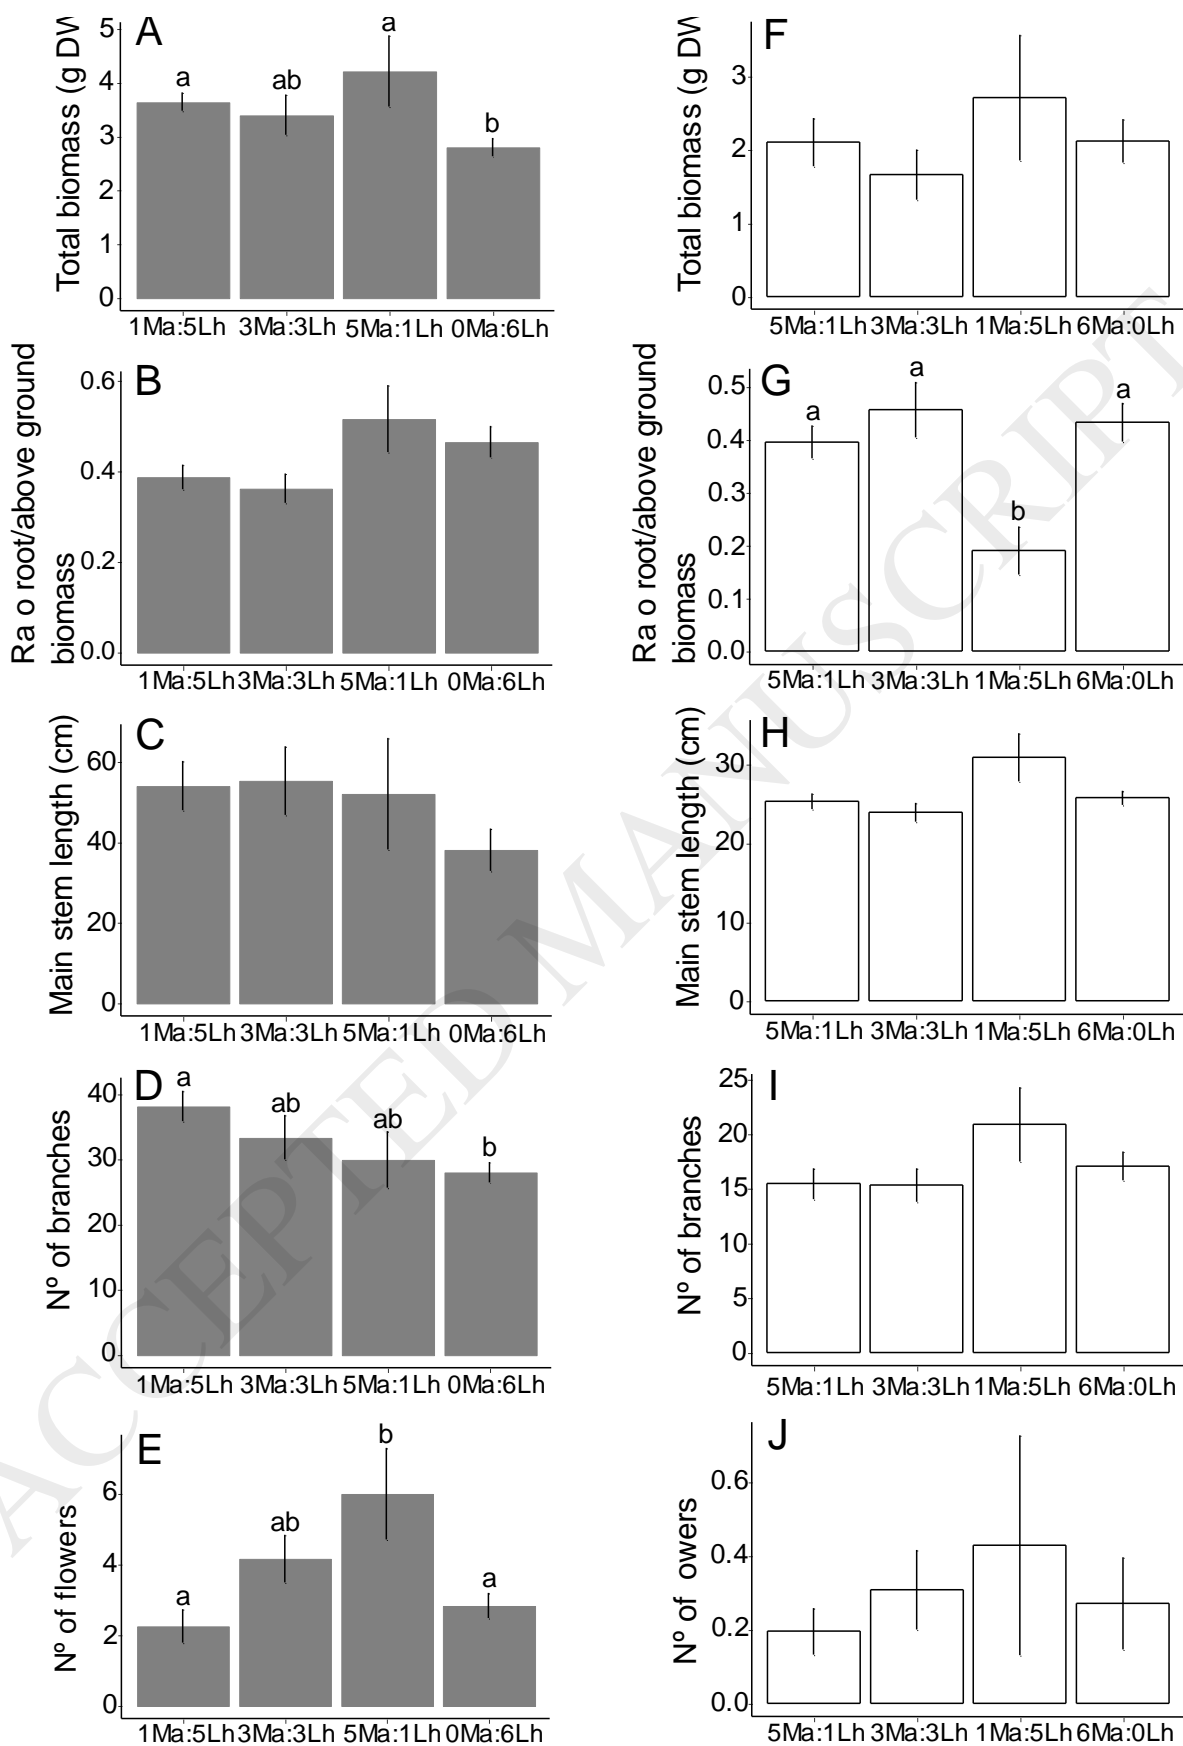 A
Total biomass (g DW
5
4
3
2
1
0
a
ab
a
b
1Ma:5Lh 3Ma:3Lh 5Ma:1Lh 0Ma:6Lh
F
Total biomass (g DW
3
2
1
0
5Ma:1Lh 3Ma:3Lh 1Ma:5Lh 6Ma:0Lh
B
Ra o root/above ground
biomass
0.6
0.4
0.2
0.0
1Ma:5Lh 3Ma:3Lh 5Ma:1Lh 0Ma:6Lh
G
Ra o root/above ground
biomass
0.5
0.4
0.3
0.2
0.1
0.0
a
a
b
a
5Ma:1Lh 3Ma:3Lh 1Ma:5Lh 6Ma:0Lh
C
Main stem length (cm)
60
40
20
0
1Ma:5Lh 3Ma:3Lh 5Ma:1Lh 0Ma:6Lh
H
Main stem length (cm)
30
20
10
0
5Ma:1Lh 3Ma:3Lh 1Ma:5Lh 6Ma:0Lh
D
Nº of branches
40
30
20
10
0
a
ab
ab
b
1Ma:5Lh 3Ma:3Lh 5Ma:1Lh 0Ma:6Lh
I
Nº of branches
25
20
15
10
5
0
5Ma:1Lh 3Ma:3Lh 1Ma:5Lh 6Ma:0Lh
E
Nº of flowers
6
4
2
0
a
ab
b
a
1Ma:5Lh 3Ma:3Lh 5Ma:1Lh 0Ma:6Lh
J
Nº of owers
0.6
0.4
0.2
0.0
5Ma:1Lh 3Ma:3Lh 1Ma:5Lh 6Ma:0Lh
ACCEPTED MANUSCRIPT